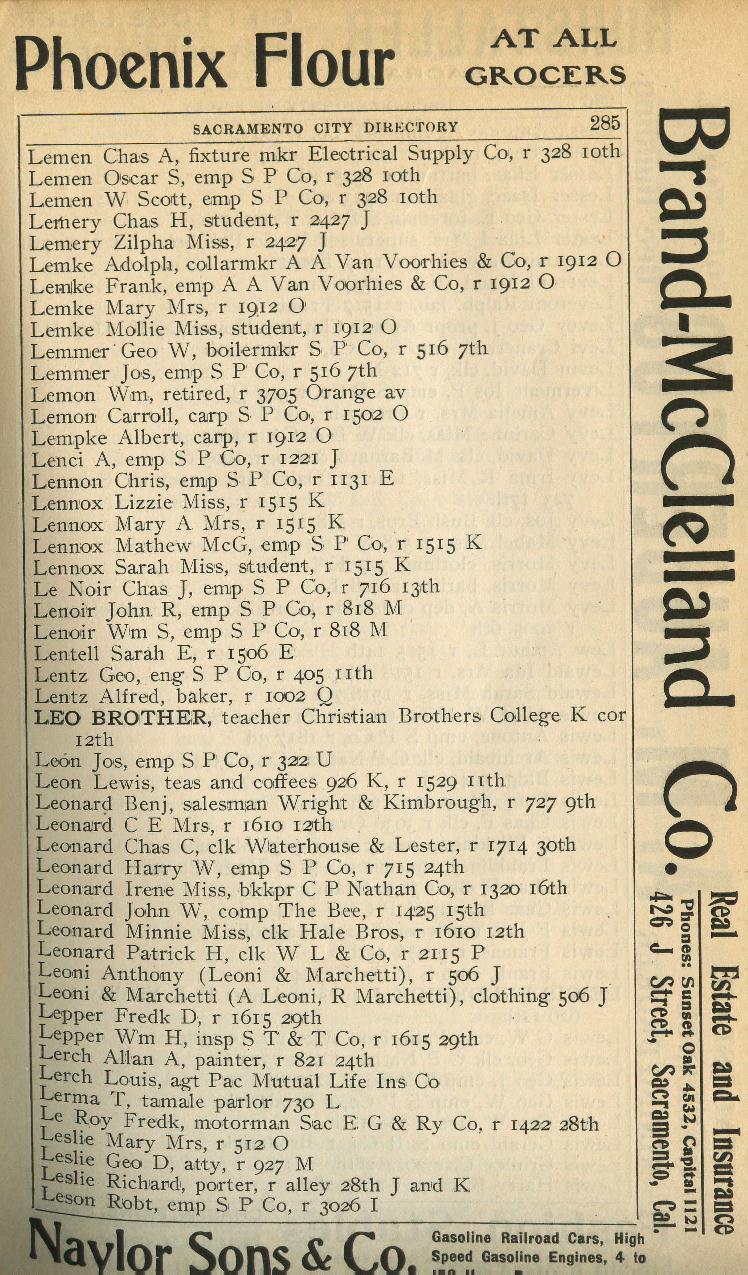 Phoenix Flour AT ALL GROCERS
SACRAMENTO CITY DIRECTORY 285
Lemen Chas A, fixture mkr Electrical Supply Co, r 328 10th
Lemen Oscar S, emp S P Co, r 328 10th
Lemen W Scott, emp S P Co, r 328 10th
Lemery Chas H, student, r 2427 J
Lemery Zilpha Miss, r 2427 J
Lemke Adolph, collarmkr A A Van Voorhies & Co, r 1912 O
Lemke Frank, emp A A Van Voorhies & Co, r 1912 O
Lemke Mary Mrs, r 1912 O
Lemke Mollie Miss, student, r 1912 O
Lemmer Geo W, boilermkr S P Co, r 516 7th
Lemmer Jos, emp S P Co, r 516 7th
Lemon Wm, retired, r 3705 Orange av
Lemon Carroll, carp S P Co, r 1502 O
Lempke Albert, carp, r 1912 O
Lenci A, emp S P Co, r 1221 J
Lennon Chris, emp S P Co, r 1131 E
Lennox Lizzie Miss, r 1515 K
Lennox Mary A Mrs, r 1515 K
Lennox Mathew McG, emp S P Co, r 1515 K
Lennox Sarah Miss, student, r 1515 K
Le Noir Chas J, emp S P Co, r 716 13th
Lenoir John R, emp S P Co, r 818 M
Lenoir Wm S, emp S P Co, r 818 M
Lentell Sarah E, r 1506 E
Lentz Geo, eng S P Co, r 405 11th
Lentz Alfred, baker, r 1002 Q
LEO BROTHER, teacher Christian Brothers College K cor
12th
Leon Jos, emp S P Co, r 322 U
Leon Lewis, teas and coffees 926 K, r 1529 11th
Leonard Benj, salesman Wright & Kimbrough, r 727 9th
Leonard C E Mrs, r 1610 12th
Leonard Chas C, clk Waterhouse & Lester, r 1714 30th
Leonard Harry W, emp S P Co, r 715 24th
Leonard Irene Miss, bkkpr C P Nathan Co, r 1320 16th
Leonard John W, comp The Bee, r 1425 15th
Leonard Minnie Miss, clk Hale Bros, r 1610 12th
Leonard Patrick H, clk W L & Co, r 2115 P
Leoni Anthony (Leoni & Marchetti), r 506 J
Leoni & Marchetti (A Leoni, R Marchetti), clothing 506 J
Lepper Fredk D, r 1615 29th
Lepper Wm H, insp S T & T Co, r 1615 29th
Lerch Allan A, painter, r 821 24th
Lerch Louis, agt Pac Mutual Life Ins Co
Lerma T, tamale parlor 730 L
Le Roy Fredk, motorman Sac E G & Ry Co, r 1422 28th
Leslie Mary Mrs, r 512 O
Leslie Geo D, atty, r 927 M
Leslie Richard, porter, r alley 28th J and K
Leson Robt, emp S P Co, r 3026 I
Brand-McClelland Co.
Real Estate and Insurance
Phones: Sunset Oak 4532, Capital 1121
426 J Street, Sacramento, Cal.
Naylor Sons & Co. Gasoline Railroad Cars, High
Speed Gasoline Engines, 4 to